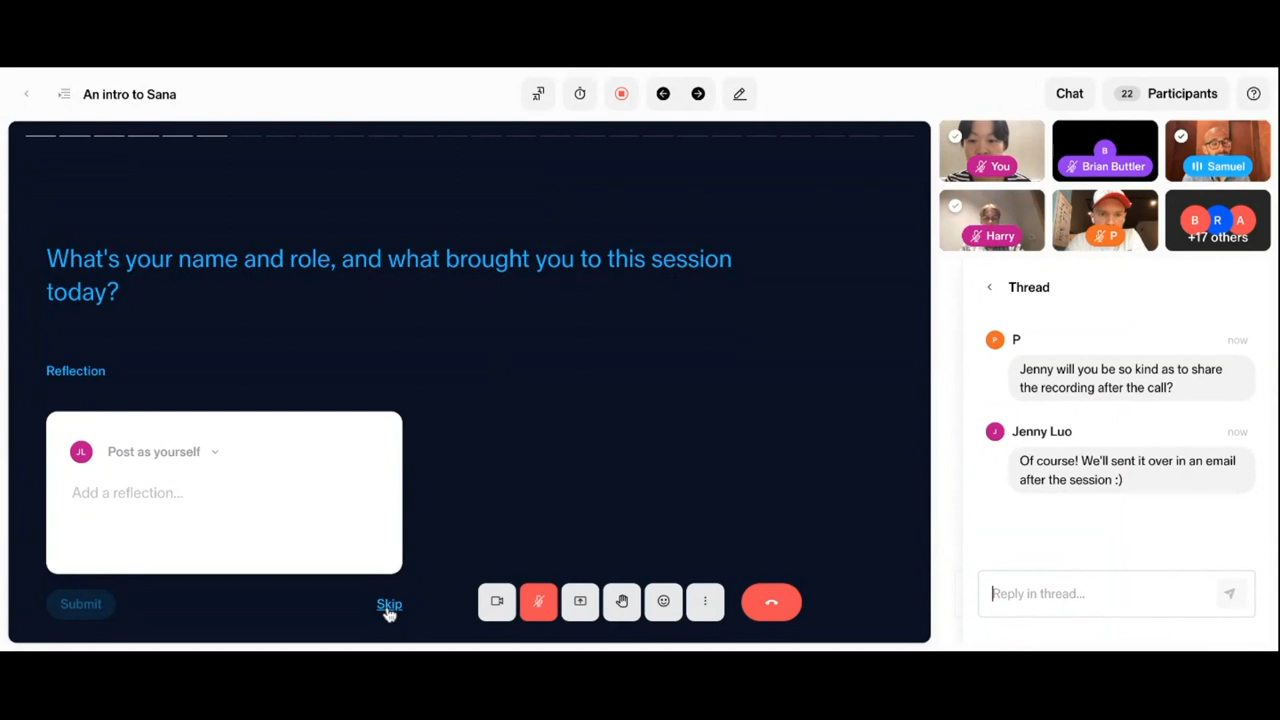 An intro to Sana
Chat
22 Participants
What's your name and role, and what brought you to this session
today?
Reflection
JL Post as yourself
Add a reflection...
Submit
Skip
You
B
Brian Buttler
Samuel
Harry
P
B R A
+17 others
Thread
P P now
Jenny will you be so kind as to share
the recording after the call?
J Jenny Luo now
Of course! We'll sent it over in an email
after the session :)
Reply in thread...